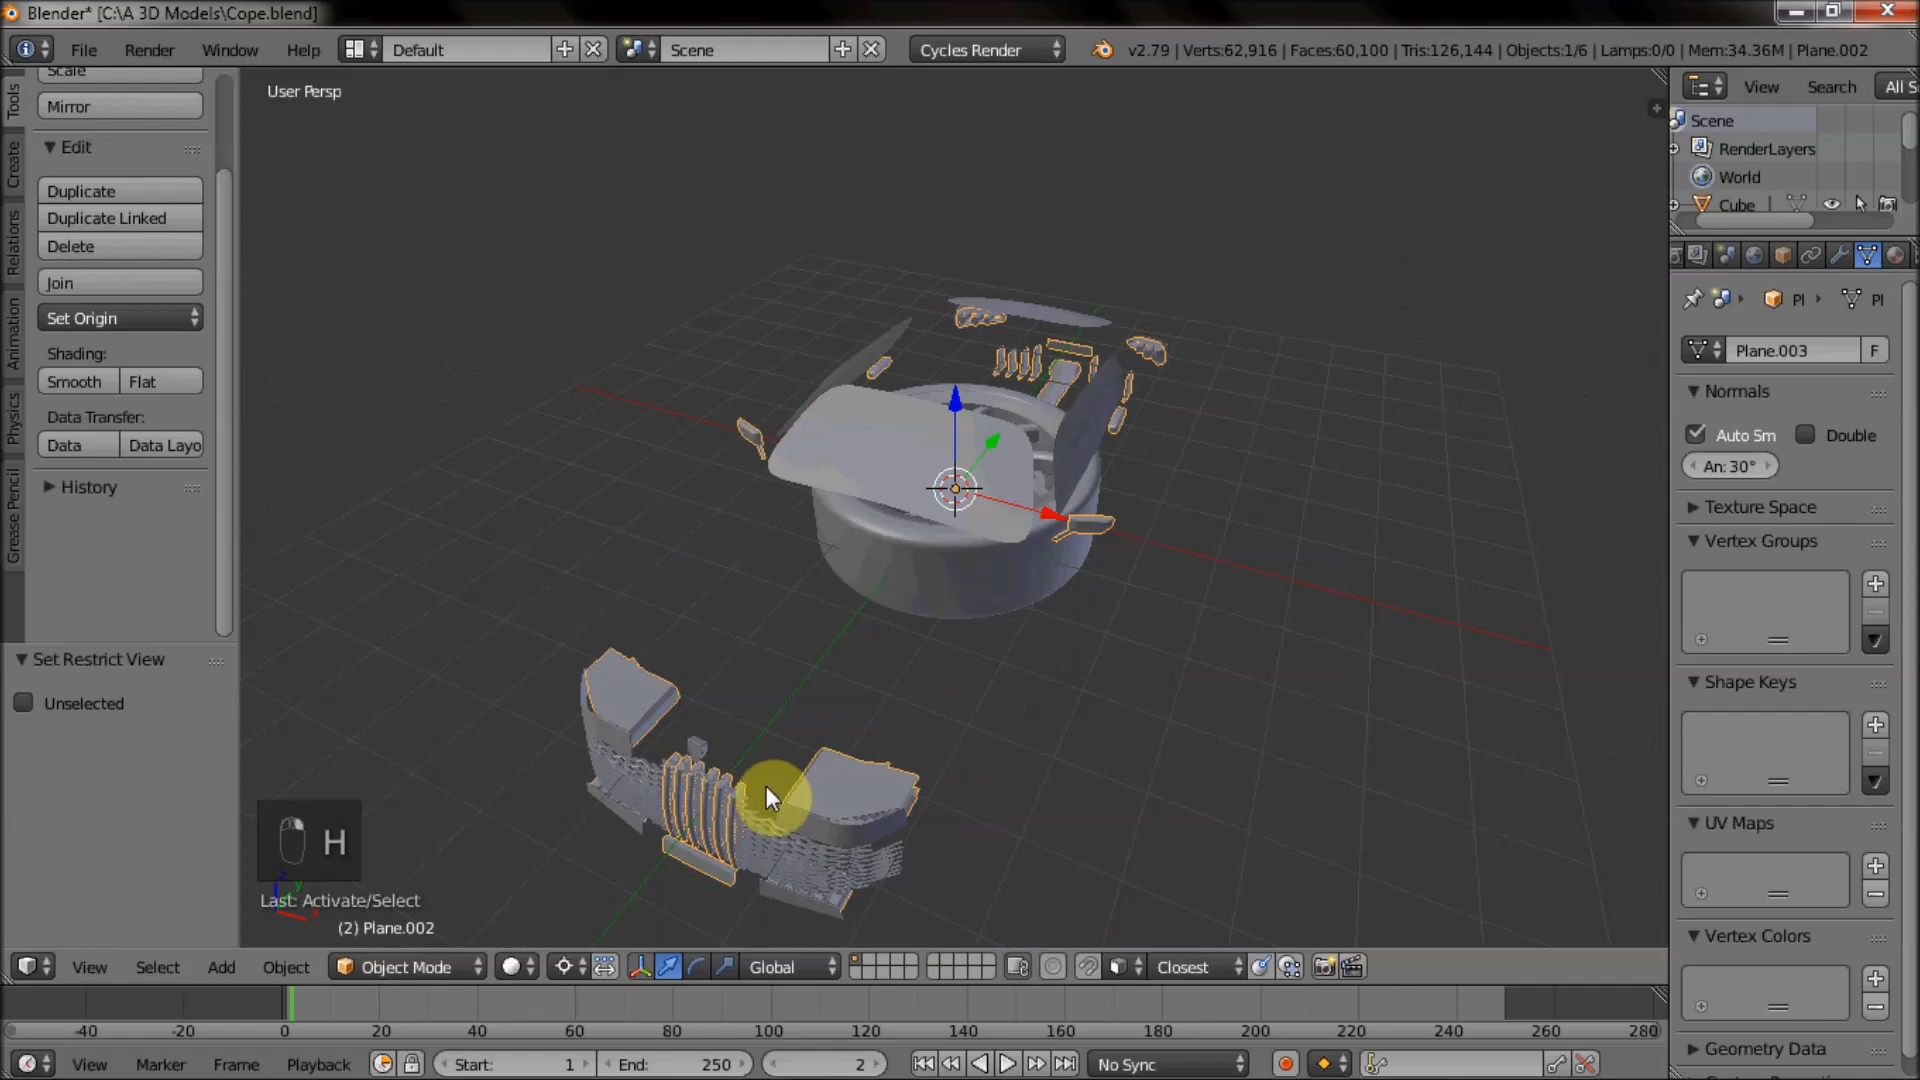 Blender* [C:\A 3D Models\Cope.blend]
File Render Window Help Default Scene Cycles Render v2.79 | Verts:62,916 | Faces:60,100 | Tris:126,144 | Objects:1/6 | Lamps:0/0 | Mem:34.36M | Plane.002
Scale
Mirror
Edit
Duplicate
Duplicate Linked
Delete
Join
Set Origin
Shading:
Smooth Flat
Data Transfer:
Data Data Layo
History
Tools
Create
Relations
Animation
Physics
Grease Pencil
Set Restrict View
Unselected
User Persp
H
Last: Activate/Select
(2) Plane.002
z
y
x
View Search All S
Scene
RenderLayers
World
Cube
Pl Pl
Plane.003 F
Normals
Auto Sm Double
An: 30°
Texture Space
Vertex Groups
Shape Keys
UV Maps
Vertex Colors
Geometry Data
View Select Add Object Object Mode Global Closest
-40 -20 0 20 40 60 80 100 120 140 160 180 200 220 240 260 280
View Marker Frame Playback Start: 1 End: 250 2 No Sync